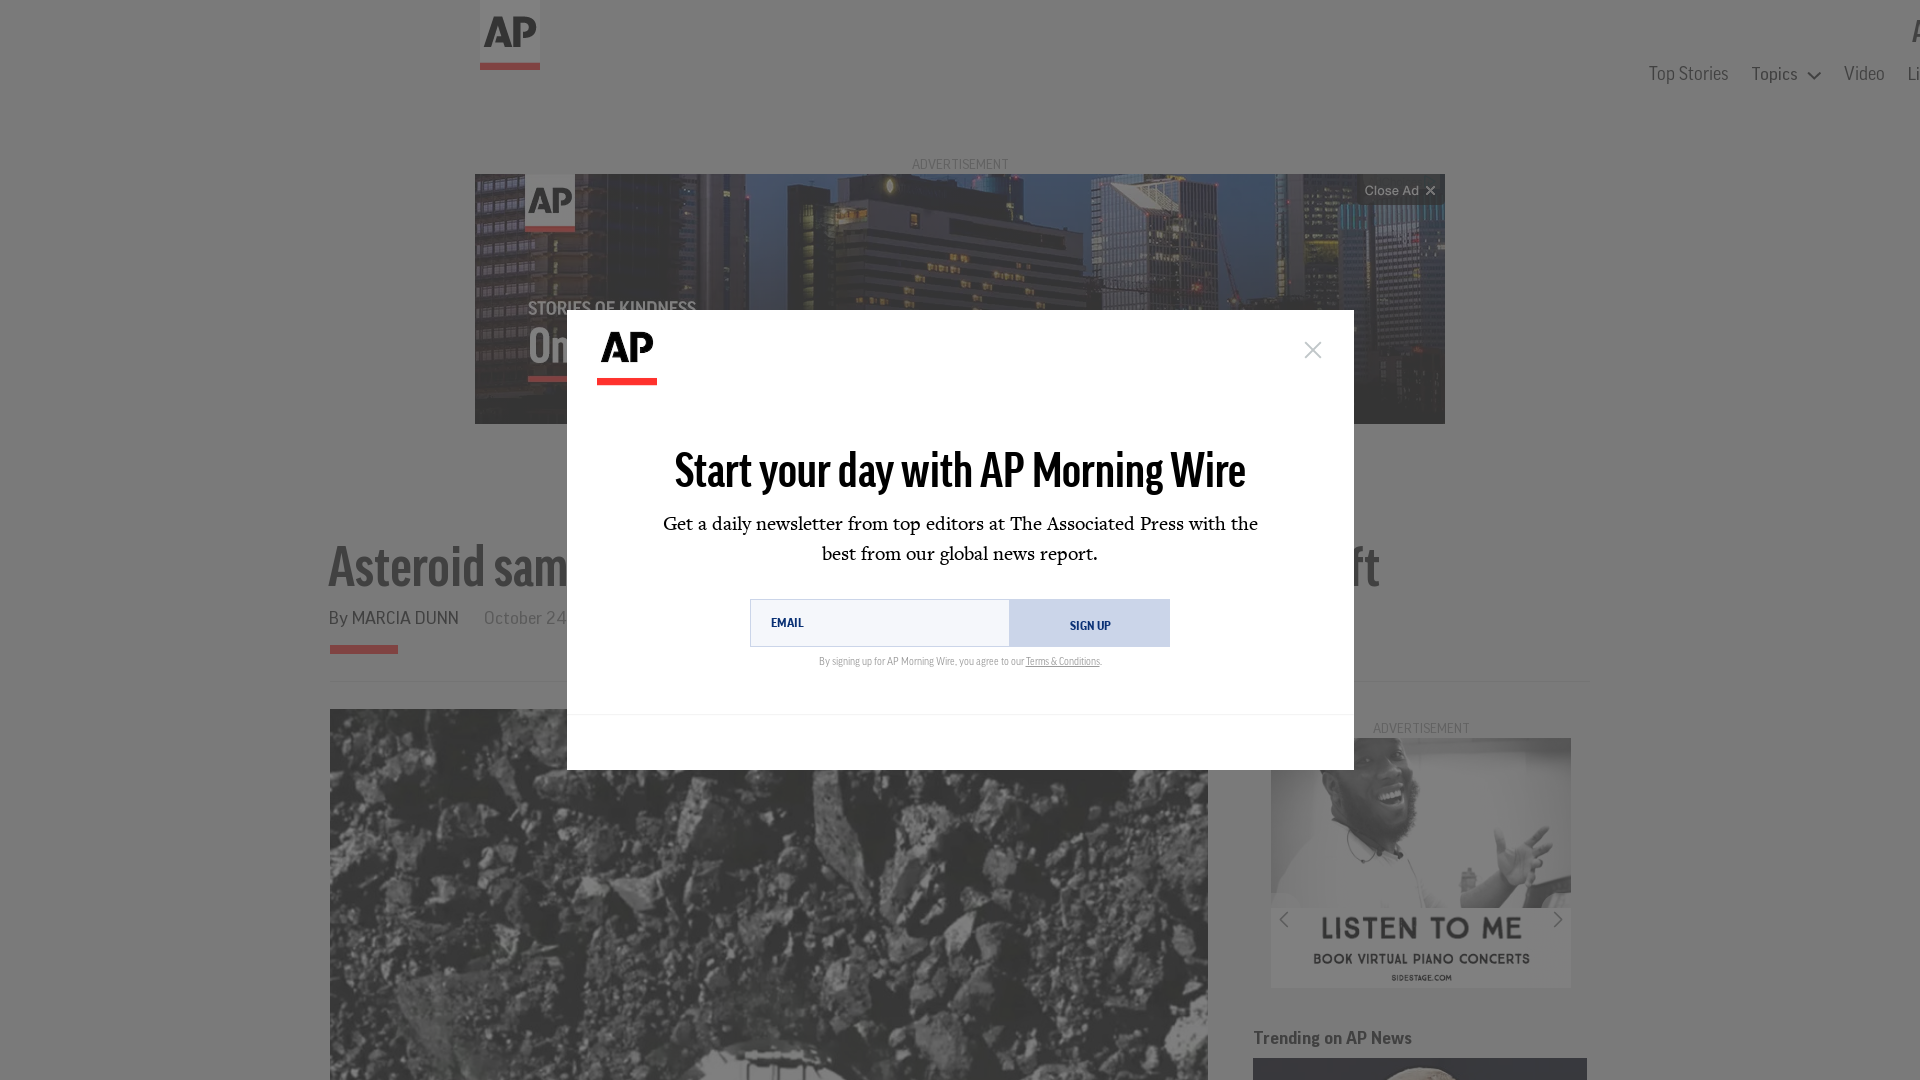 AP
Top Stories
Topics
Video
ADVERTISEMENT
AP
Close Ad
STORIES OF KINDNESS
AP
Start your day with AP Morning Wire
Get a daily newsletter from top editors at The Associated Press with the
best from our global news report.
EMAIL
SIGN UP
By signing up for AP Morning Wire, you agree to our Terms & Conditions.
Asteroid
By MARCIA DUNN
October 24
ADVERTISEMENT
LISTEN TO ME
BOOK VIRTUAL PIANO CONCERTS
SIDESTAGE.COM
Trending on AP News